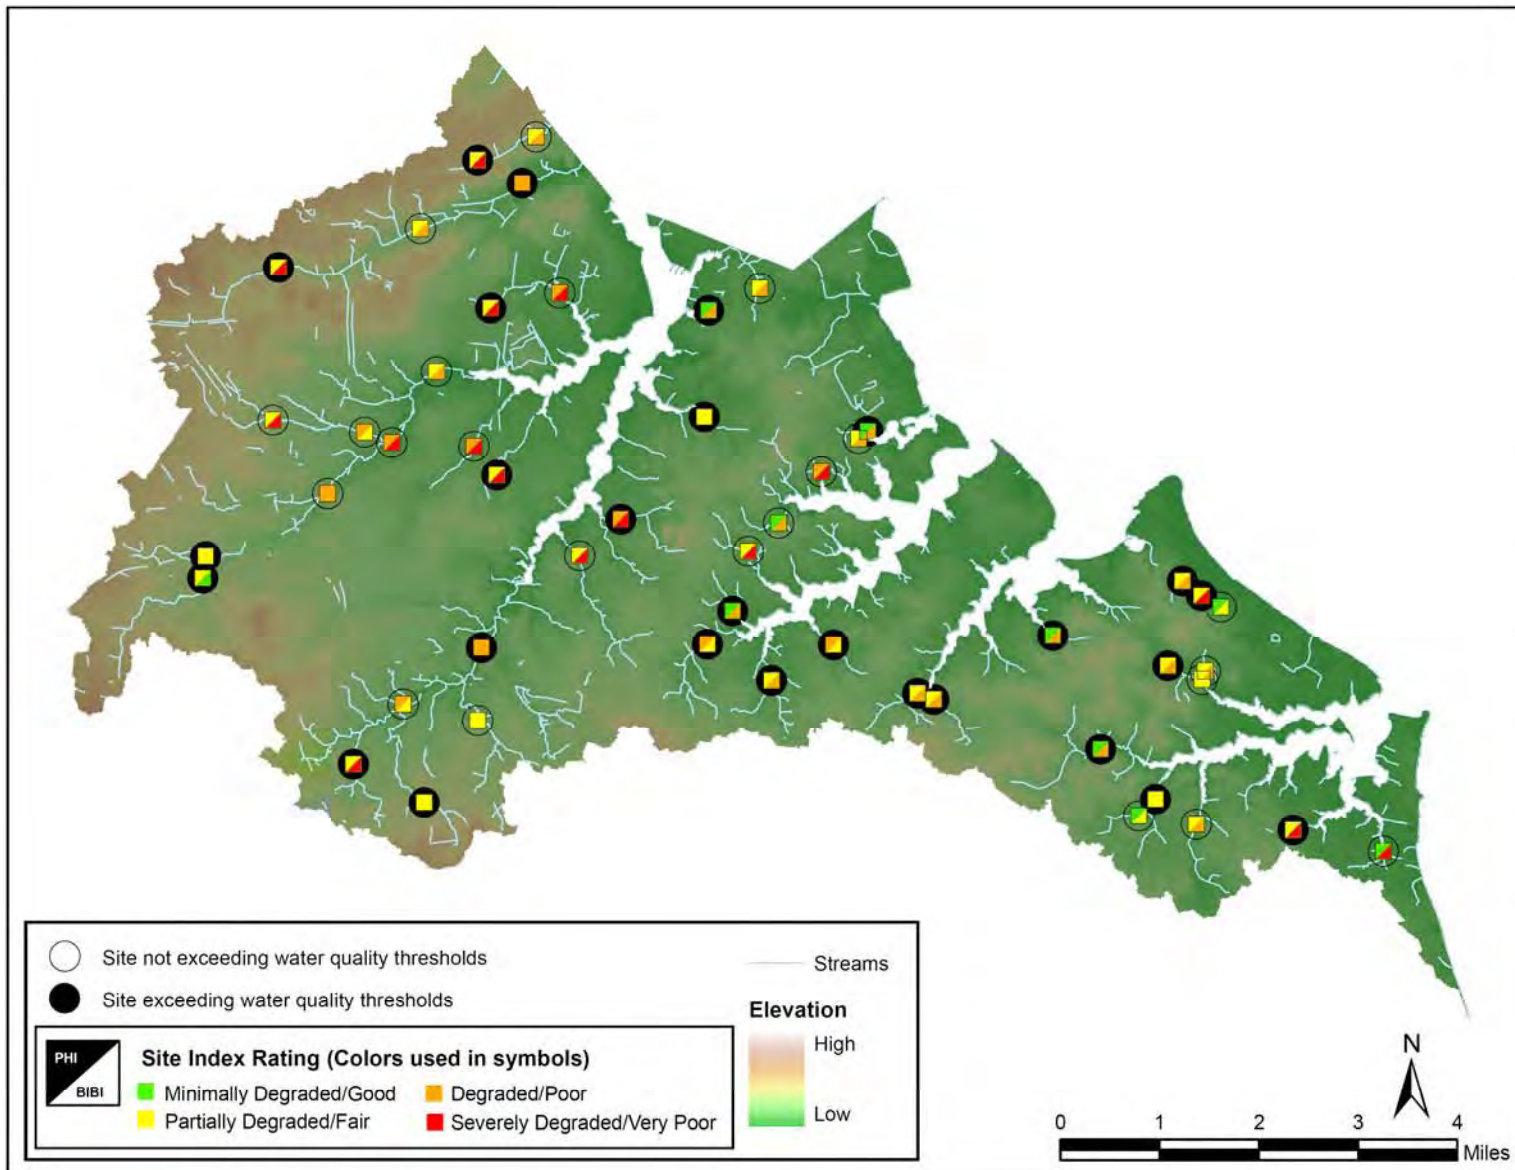 Site not exceeding water quality thresholds
Site exceeding water quality thresholds
Streams
Elevation
High
Low
PHI
BIBI
Site Index Rating (Colors used in symbols)
Minimally Degraded/Good
Degraded/Poor
Partially Degraded/Fair
Severely Degraded/Very Poor
N
0 1 2 3 4
Miles